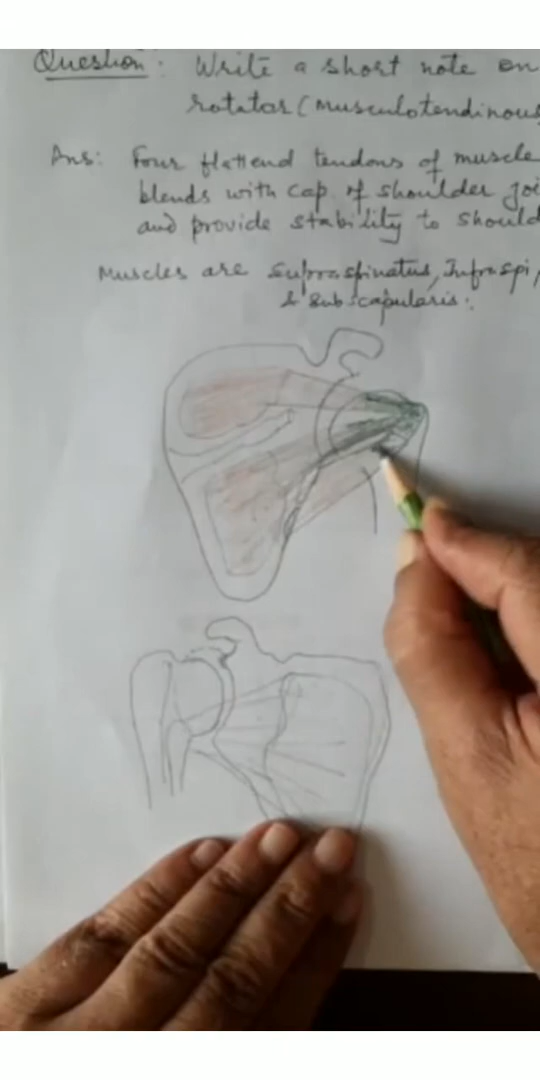 Question: Write a short note on
rotator (Musculotendinous
Ans: Four flattend tendons of muscle
blends with cap. of shoulder joi
and provide stability to should
Muscles are Supraspinatus, Infraspi,
& Subscapularis.